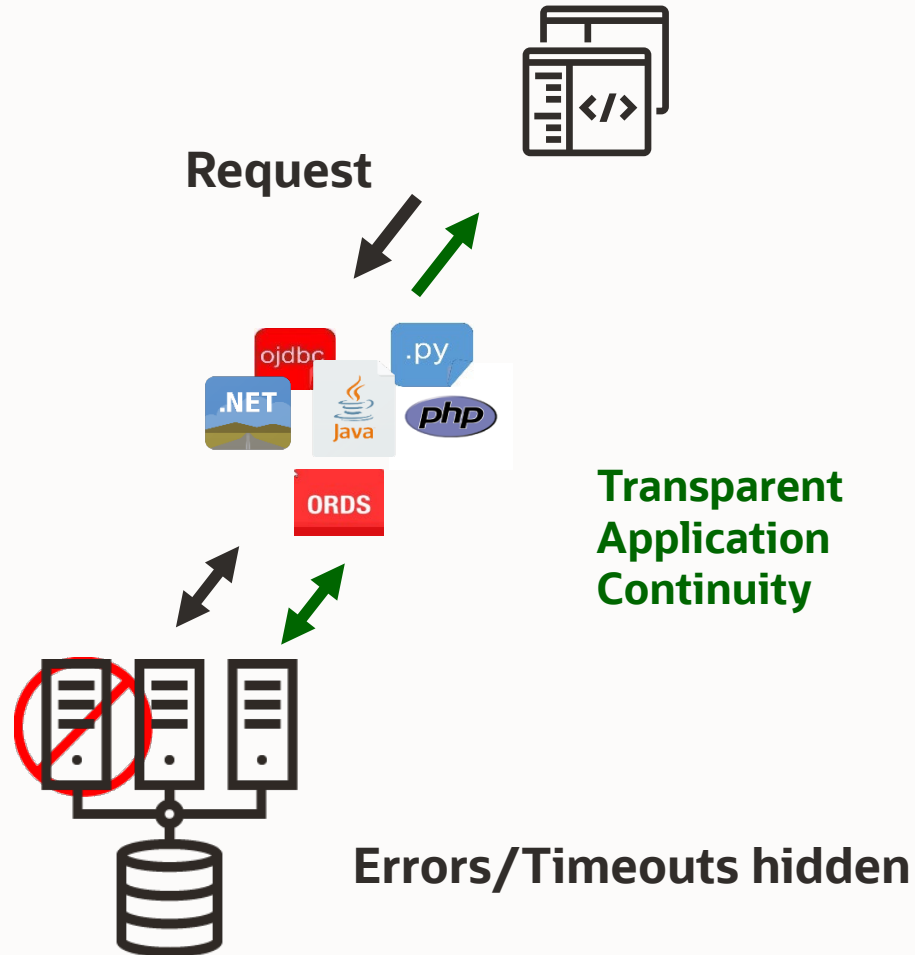 </>
Request
ojdbc
.py
.NET
Java
php
ORDS
Transparent
Application
Continuity
Errors/Timeouts hidden